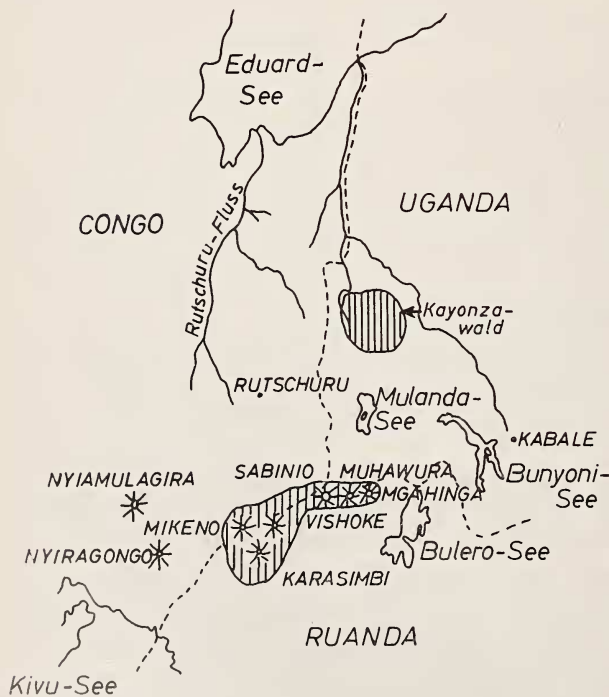 Eduard-
See
CONGO
UGANDA
Rutschuru-Fluss
Kayonza-
wald
RUTSCHURU
Mulanda-
See
KABALE
Bunyoni-
See
NYIAMULAGIRA
SABINIO
MUHAWURA
MGAHINGA
MIKENO
VISHOKE
NYIRAGONGO
Bulero-See
KARASIMBI
RUANDA
Kivu-See